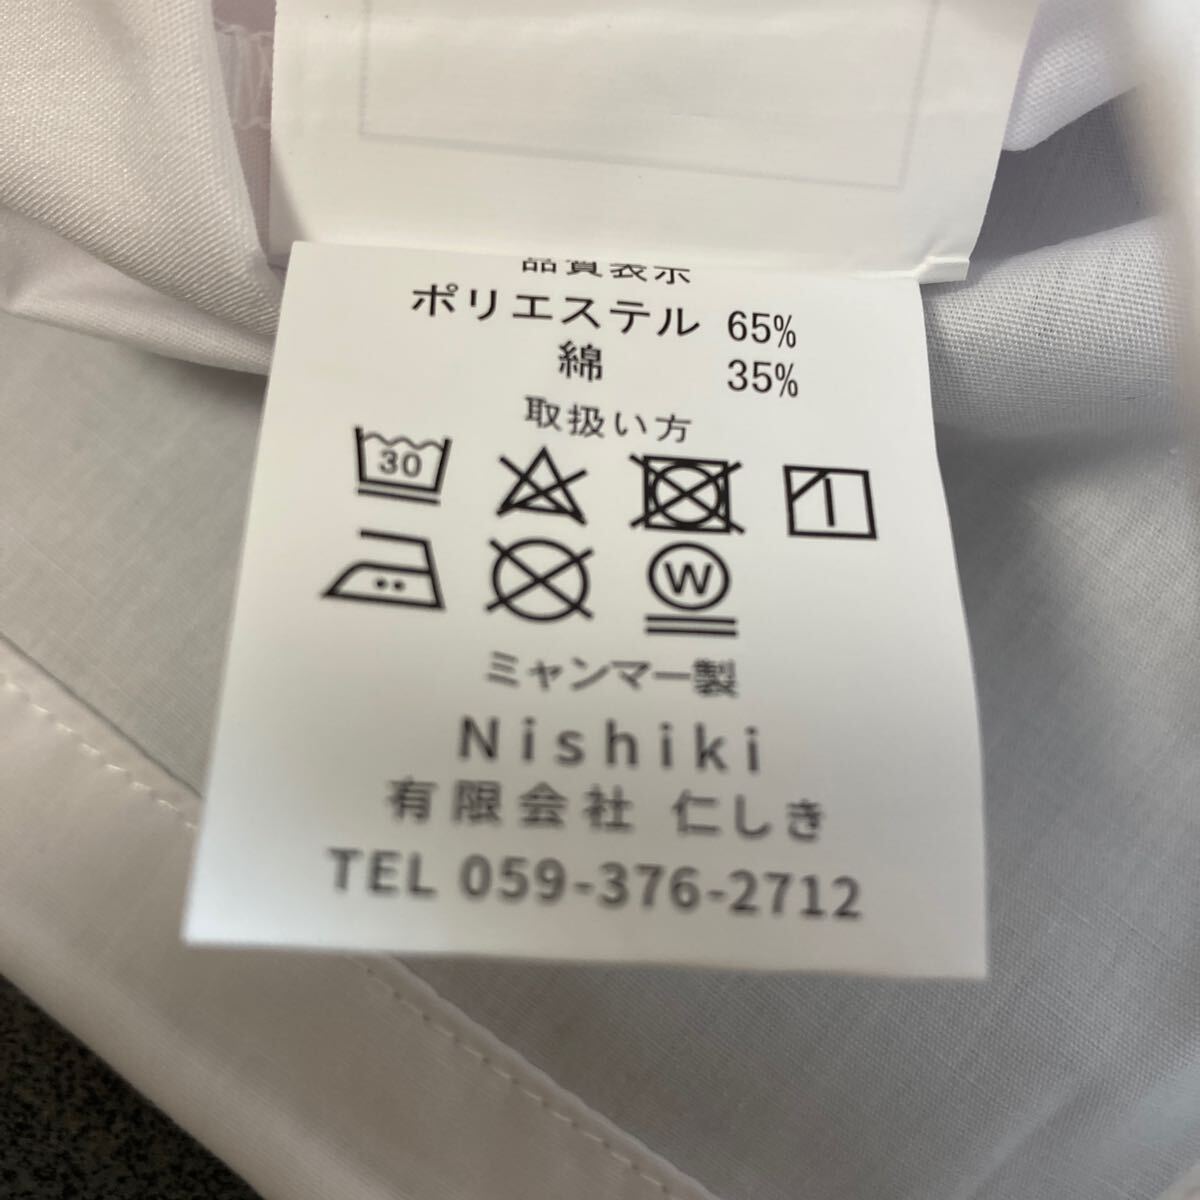 品質表示
ポリエステル 65%
綿 35%
取扱い方
30
W
ミャンマー製
Nishiki
有限会社 仁しき
TEL 059-376-2712